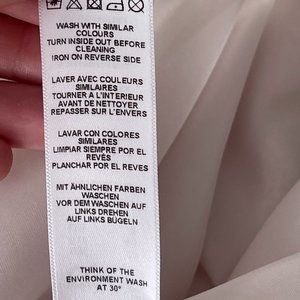 WASH WITH SIMILAR
COLOURS
TURN INSIDE OUT BEFORE
CLEANING
IRON ON REVERSE SIDE
LAVER AVEC COULEURS
SIMILAIRES
TOURNER A L'INTERIEUR
AVANT DE NETTOYER
REPASSER SUR L'ENVERS
LAVAR CON COLORES
SIMILARES
LIMPIAR SIEMPRE POR EL
REVÉS
PLANCHAR POR EL REVES
MIT ÄHNLICHEN FARBEN
WASCHEN
VOR DEM WASCHEN AUF
LINKS DREHEN
AUF LINKS BÜGELN
THINK OF THE
ENVIRONMENT WASH
AT 30°